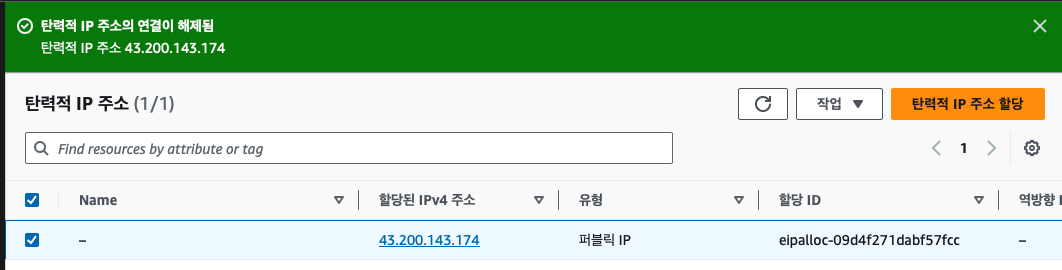 탄력적 IP 주소의 연결이 해제됨
탄력적 IP 주소 43.200.143.174
탄력적 IP 주소 (1/1)
작업
탄력적 IP 주소 할당
Find resources by attribute or tag
1
Name 할당된 IPv4 주소 유형 할당 ID 역방향
– 43.200.143.174 퍼블릭 IP eipalloc-09d4f271dabf57fcc –